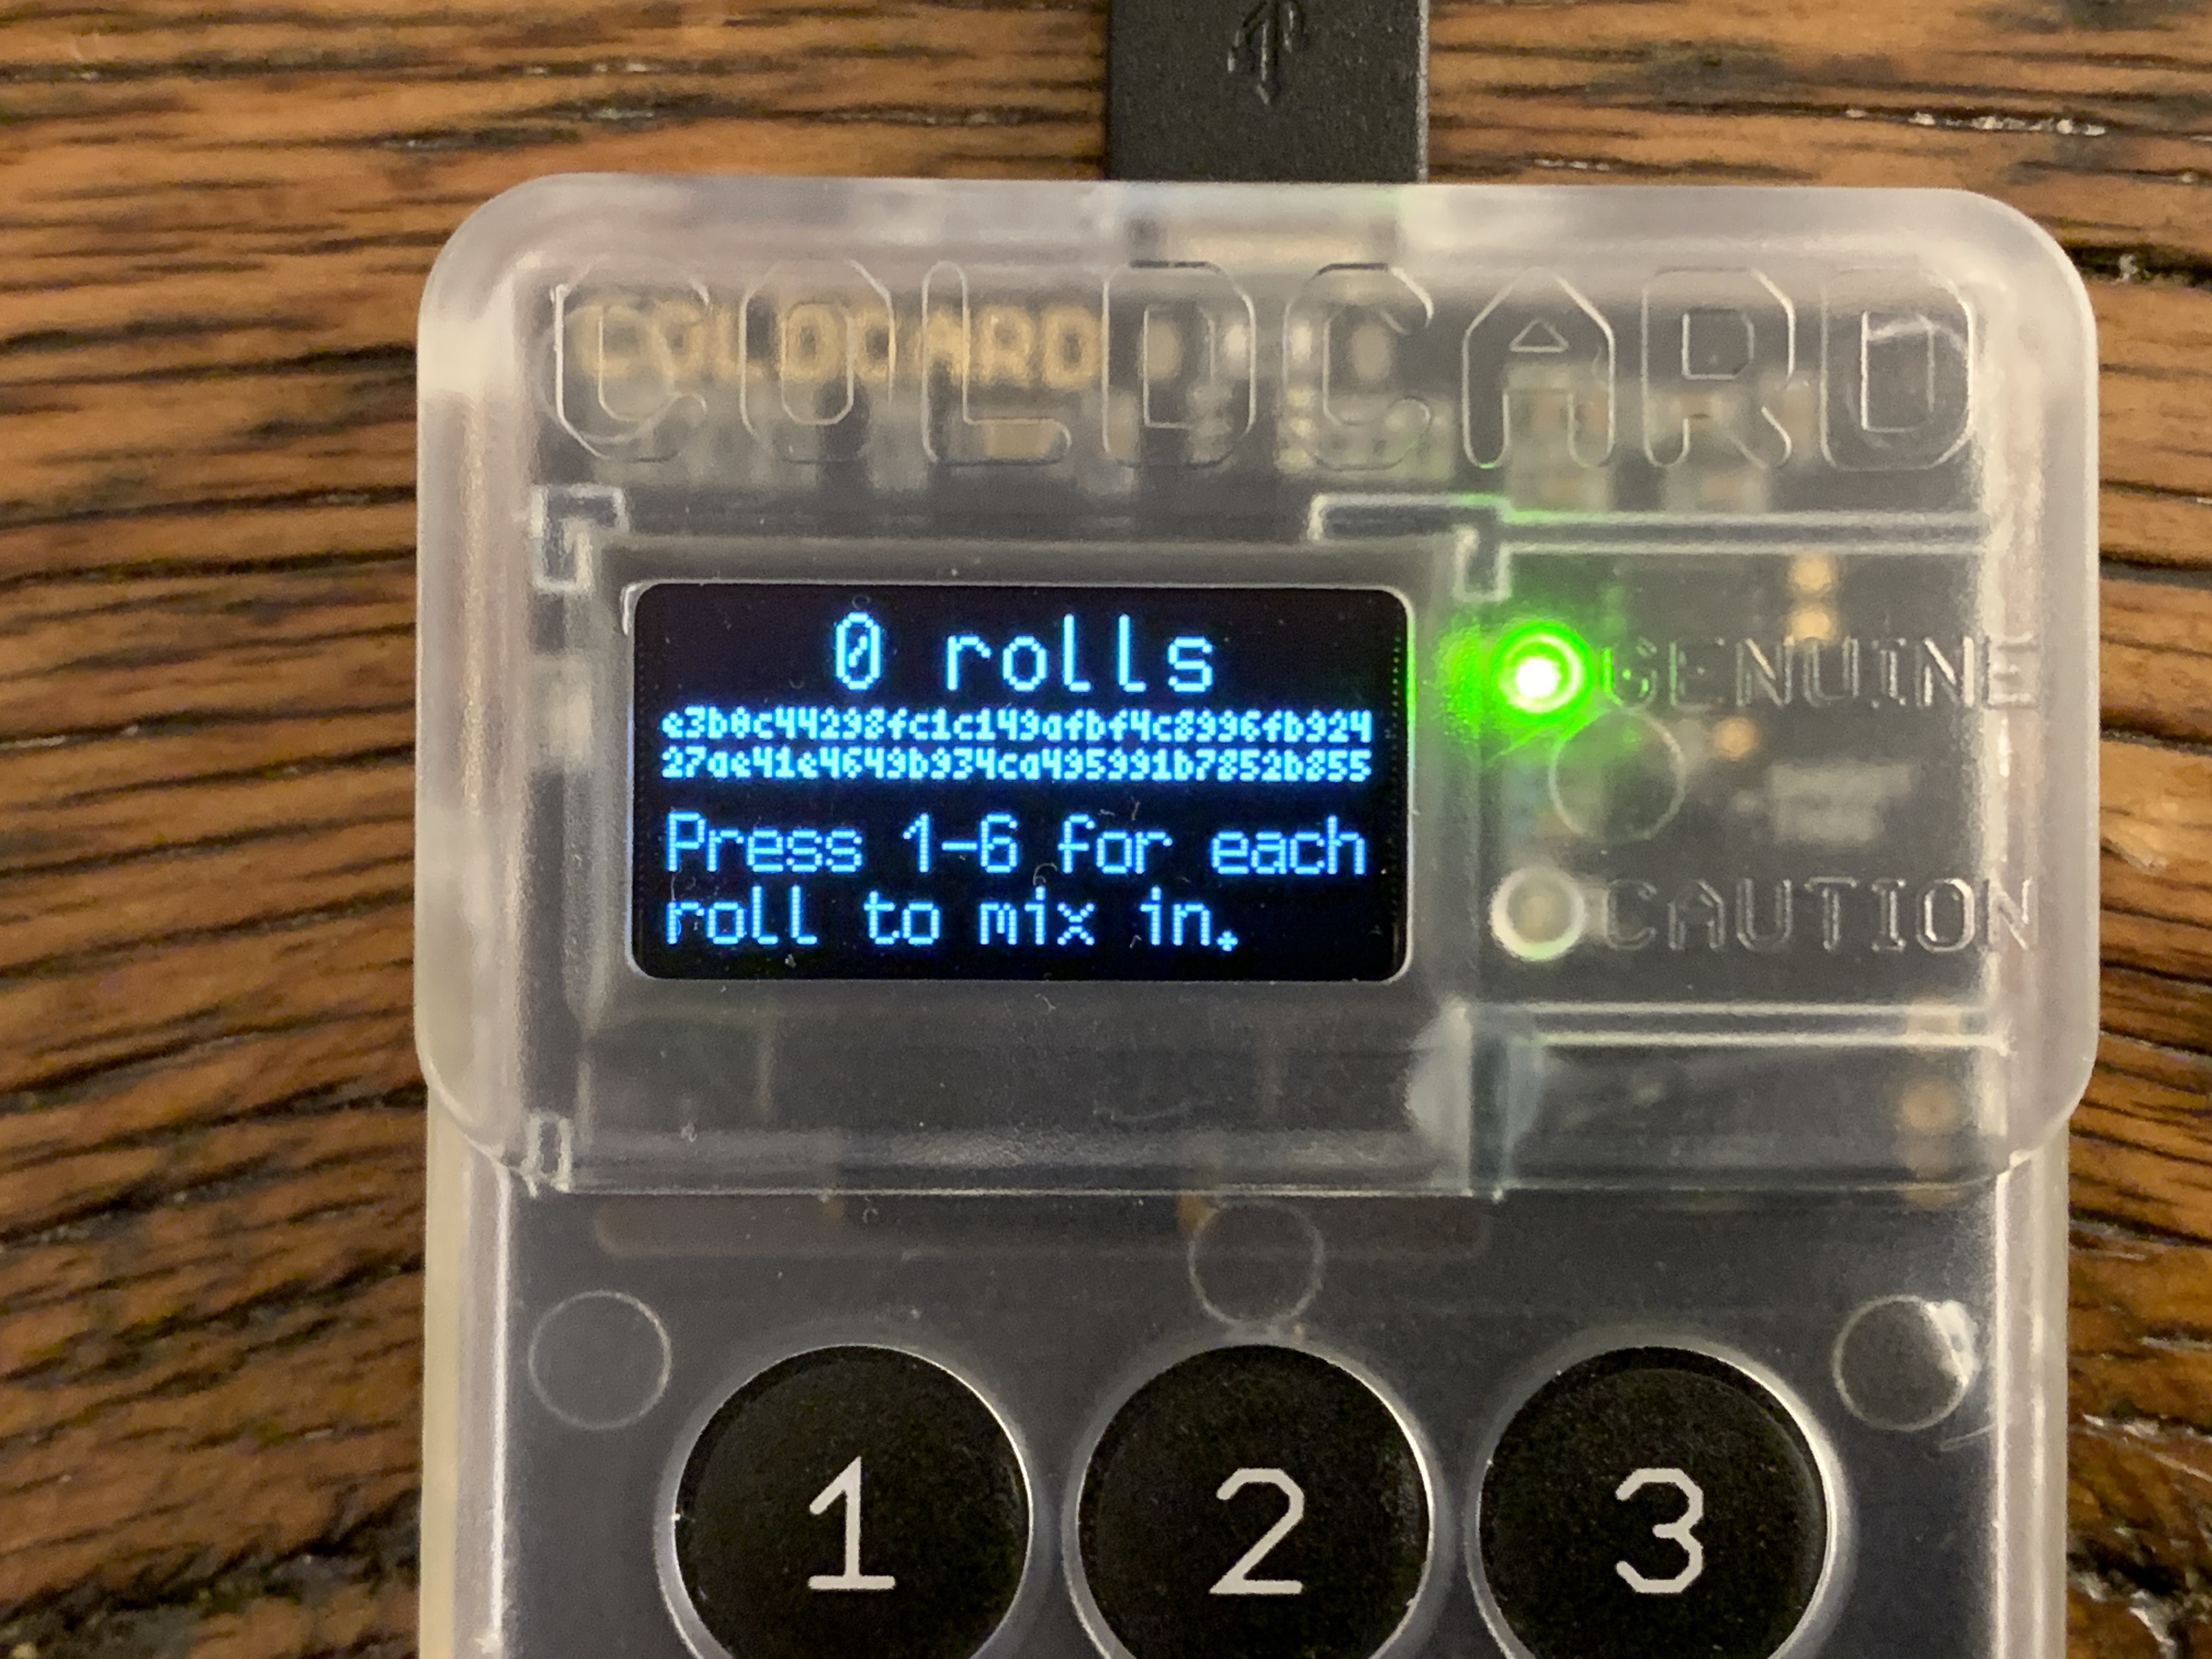 COLDCARD
COLDCARD
0 rolls
e3b0c44298fc1c149afbf4c8996fb924
27ae41e4649b934ca495991b7852b855
Press 1-6 for each
roll to mix in.
GENUINE
CAUTION
1 2 3